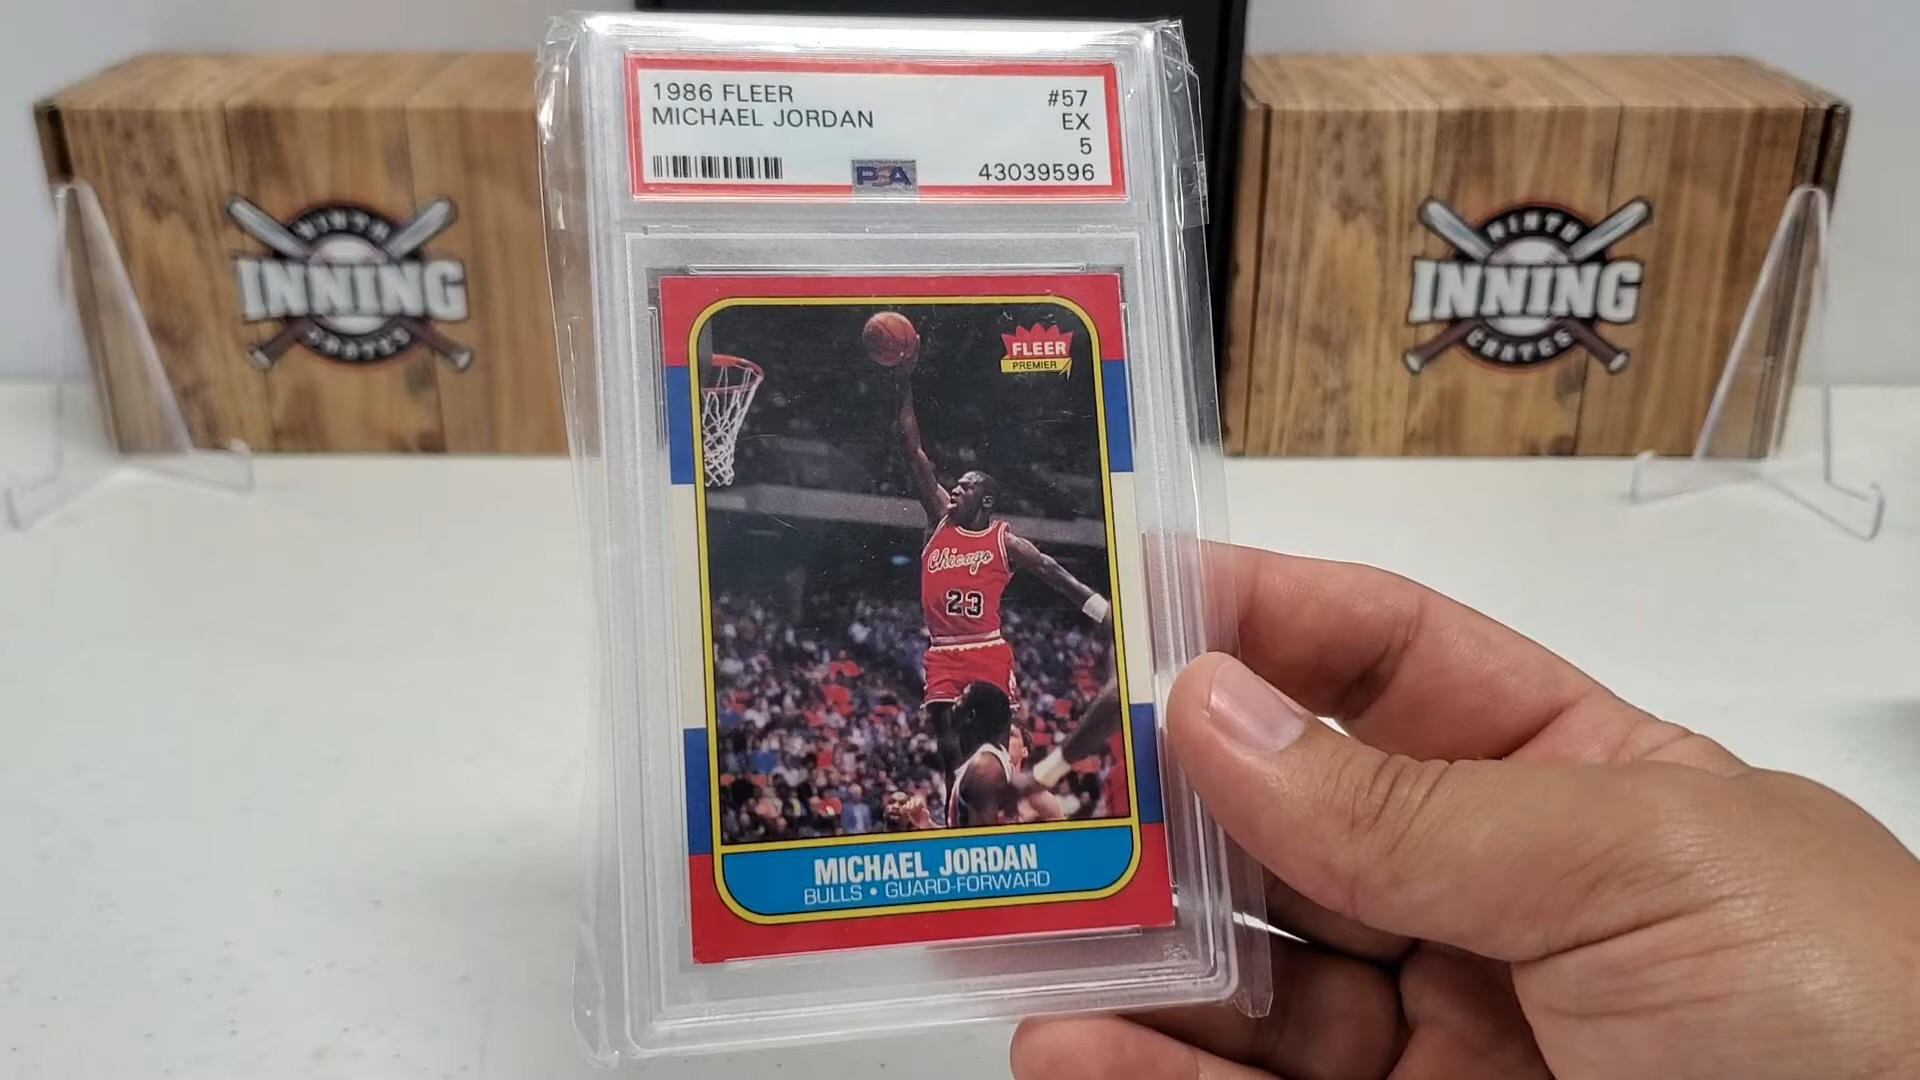 1986 FLEER #57
MICHAEL JORDAN EX
5
PSA 43039596
NINTH
INNING
CRATES
NINTH
INNING
CRATES
FLEER
PREMIER
Chicago
23
MICHAEL JORDAN
BULLS • GUARD-FORWARD